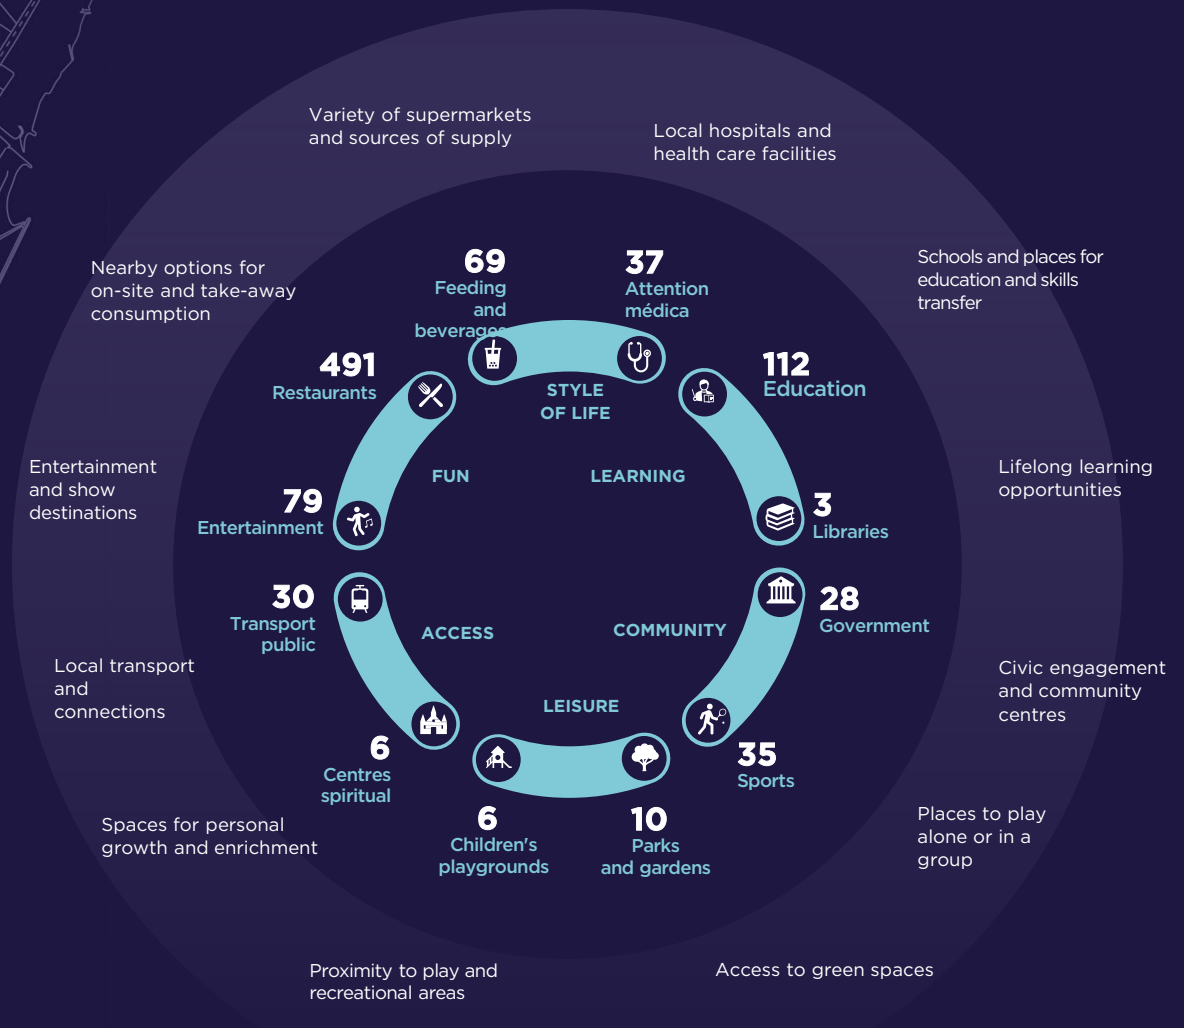 Variety of supermarkets
and sources of supply
Local hospitals and
health care facilities
Nearby options for
on-site and take-away
consumption
Schools and places for
education and skills
transfer
69
Feeding
and
beverages
37
Attention
médica
491
Restaurants
112
Education
STYLE
OF LIFE
FUN
LEARNING
Entertainment
and show
destinations
Lifelong learning
opportunities
79
Entertainment
3
Libraries
30
Transport
public
28
Government
ACCESS
COMMUNITY
Local transport
and
connections
Civic engagement
and community
centres
LEISURE
6
Centres
spiritual
35
Sports
6
Children's
playgrounds
10
Parks
and gardens
Spaces for personal
growth and enrichment
Places to play
alone or in a
group
Proximity to play and
recreational areas
Access to green spaces